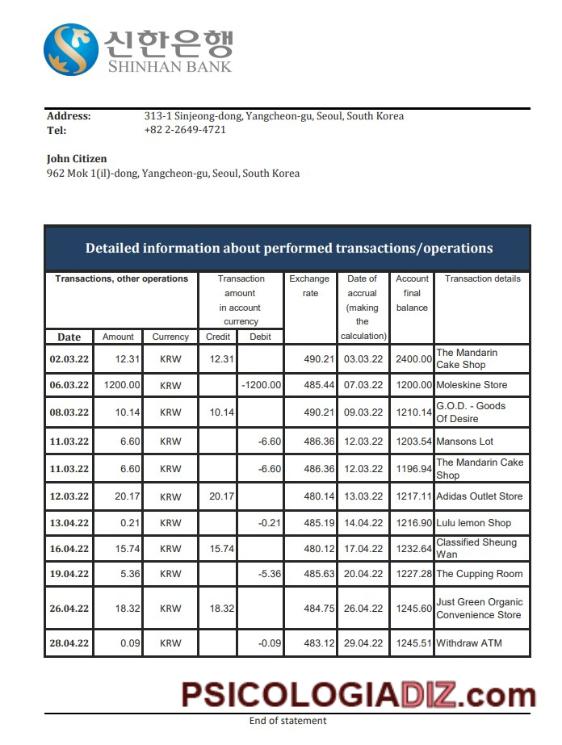 신한은행
SHINHAN BANK
Address: 313-1 Sinjeong-dong, Yangcheon-gu, Seoul, South Korea
Tel: +82 2-2649-4721
John Citizen
962 Mok 1(il)-dong, Yangcheon-gu, Seoul, South Korea
Detailed information about performed transactions/operations
Transactions, other operations Transaction amount in account currency Exchange rate Date of accrual (making the calculation) Account final balance Transaction details
Date Amount Currency Credit Debit
02.03.22 12.31 KRW 12.31 490.21 03.03.22 2400.00 The Mandarin Cake Shop
06.03.22 1200.00 KRW -1200.00 485.44 07.03.22 1200.00 Moleskine Store
08.03.22 10.14 KRW 10.14 490.21 09.03.22 1210.14 G.O.D. - Goods Of Desire
11.03.22 6.60 KRW -6.60 486.36 12.03.22 1203.54 Mansons Lot
11.03.22 6.60 KRW -6.60 486.36 12.03.22 1196.94 The Mandarin Cake Shop
12.03.22 20.17 KRW 20.17 480.14 13.03.22 1217.11 Adidas Outlet Store
13.04.22 0.21 KRW -0.21 485.19 14.04.22 1216.90 Lulu lemon Shop
16.04.22 15.74 KRW 15.74 480.12 17.04.22 1232.64 Classified Sheung Wan
19.04.22 5.36 KRW -5.36 485.63 20.04.22 1227.28 The Cupping Room
26.04.22 18.32 KRW 18.32 484.75 26.04.22 1245.60 Just Green Organic Convenience Store
28.04.22 0.09 KRW -0.09 483.12 29.04.22 1245.51 Withdraw ATM
PSICOLOGIADIZ.com
End of statement